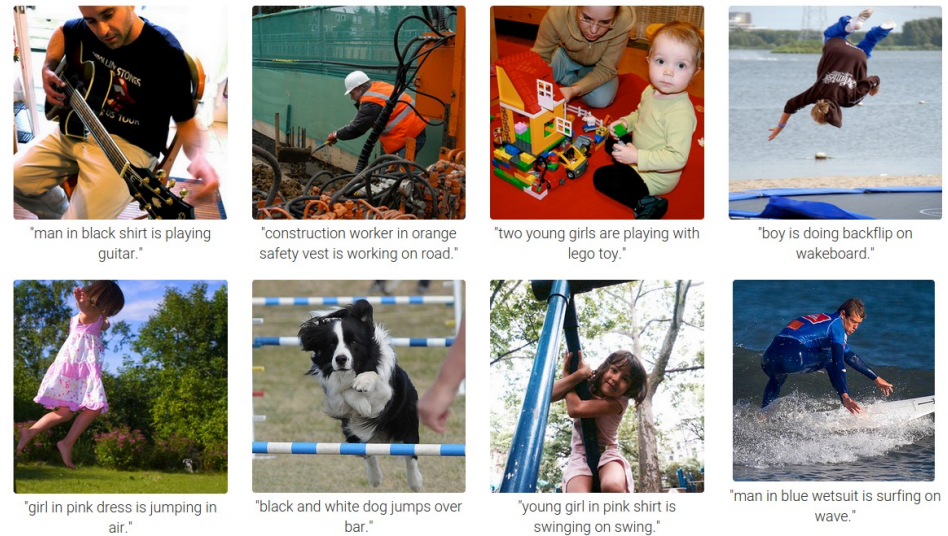 "man in black shirt is playing
guitar."
"construction worker in orange
safety vest is working on road."
"two young girls are playing with
lego toy."
"boy is doing backflip on
wakeboard."
"girl in pink dress is jumping in
air."
"black and white dog jumps over
bar."
"young girl in pink shirt is
swinging on swing."
"man in blue wetsuit is surfing on
wave."